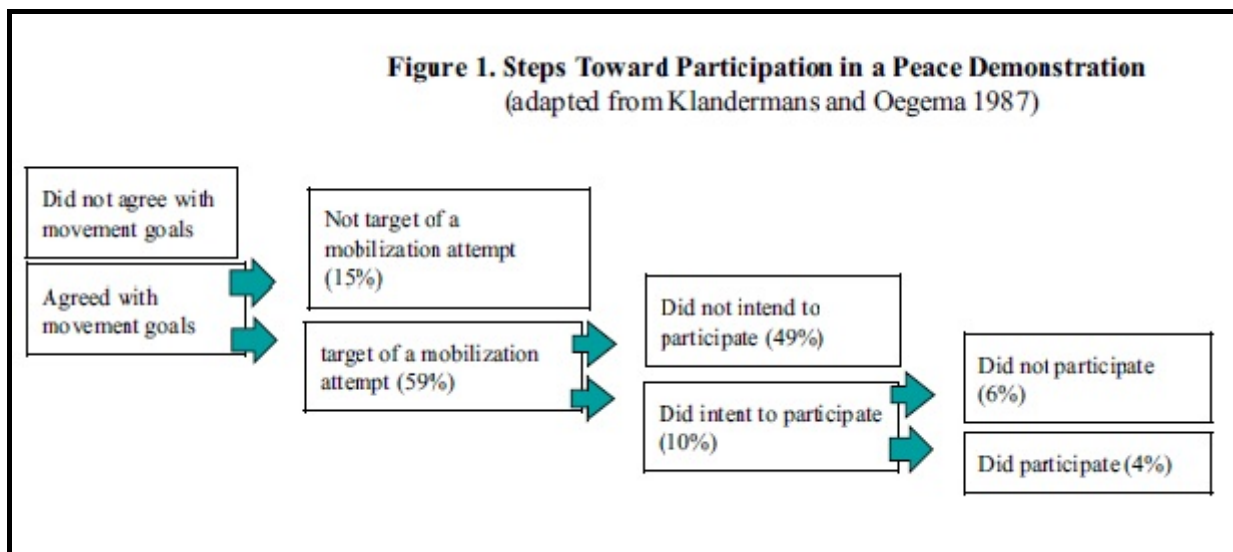 Figure 1. Steps Toward Participation in a Peace Demonstration
(adapted from Klandermans and Oegema 1987)
Did not agree with
movement goals
Agreed with
movement goals
Not target of a
mobilization attempt
(15%)
target of a mobilization
attempt (59%)
Did not intend to
participate (49%)
Did intent to participate
(10%)
Did not participate
(6%)
Did participate (4%)